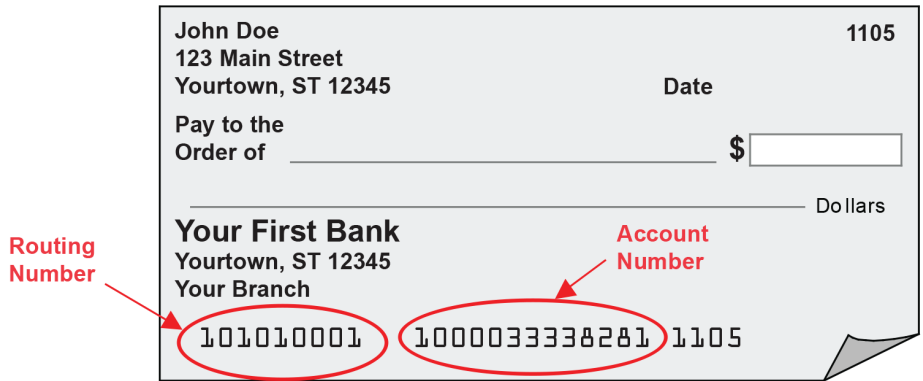 John Doe
1105
123 Main Street
Yourtown, ST 12345
Date
Pay to the
Order of
$
Dollars
Your First Bank
Yourtown, ST 12345
Your Branch
Routing
Number
Account
Number
101010001 1000033338281 1105